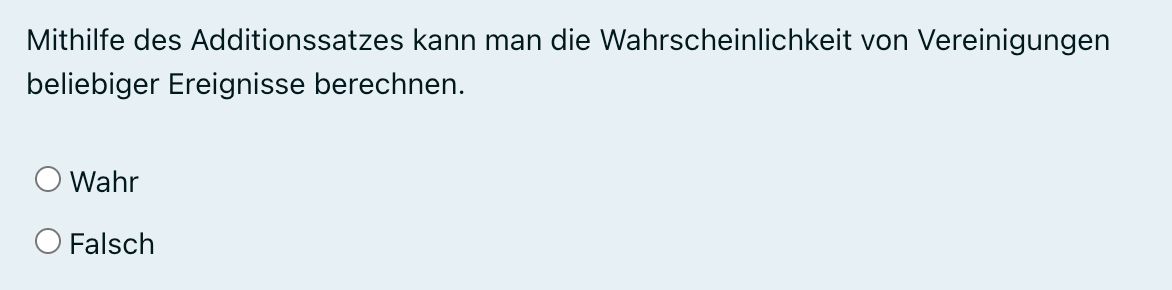 Mithilfe des Additionssatzes kann man die Wahrscheinlichkeit von Vereinigungen
beliebiger Ereignisse berechnen.
Wahr
Falsch